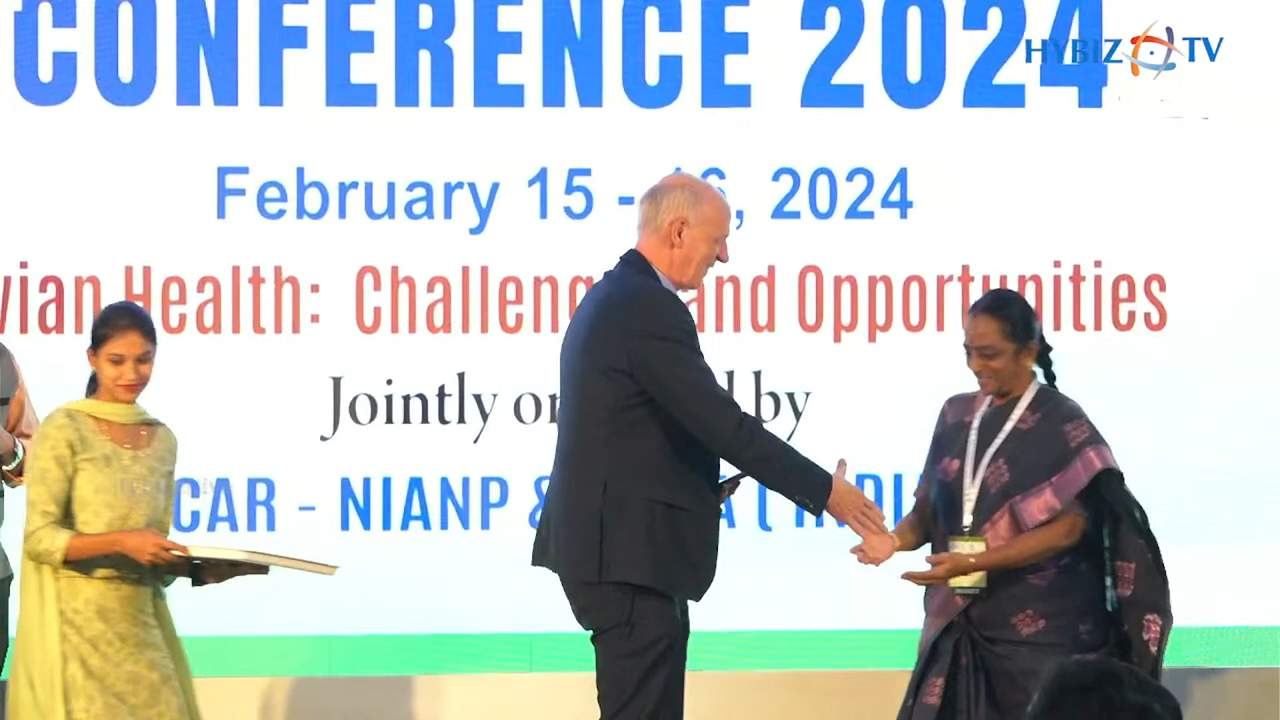 CONFERENCE 2024
HYBIZ TV
February 15 - 16, 2024
vian Health: Challeng and Opportunities
Jointly or d by
CAR - NIANP &